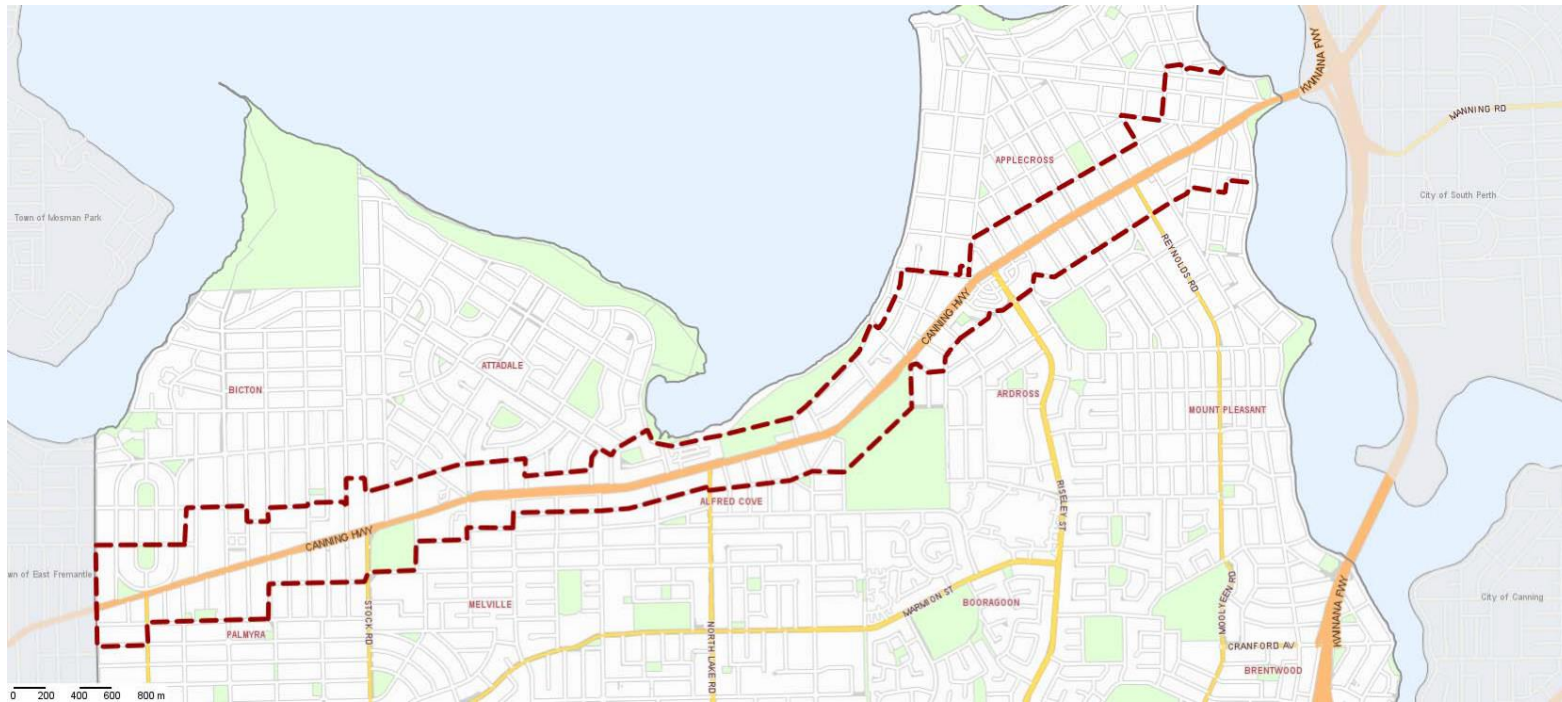 KWINANA FWY
MANNING RD
APPLECROSS
City of South Perth
Town of Mosman Park
REYNOLDS RD
CANNING HWY
ATTADALE
BICTON
ARDROSS
MOUNT PLEASANT
RISELEY ST
ALFRED COVE
CANNING HWY
wn of East Fremantle
MARMION ST
BOORAGOON
MELVILLE
STOCK RD
PALMYRA
NORTH LAKE RD
NOOLYEEN RD
KWINANA FWY
City of Canning
CRANFORD AV
BRENTWOOD
0 200 400 600 800 m